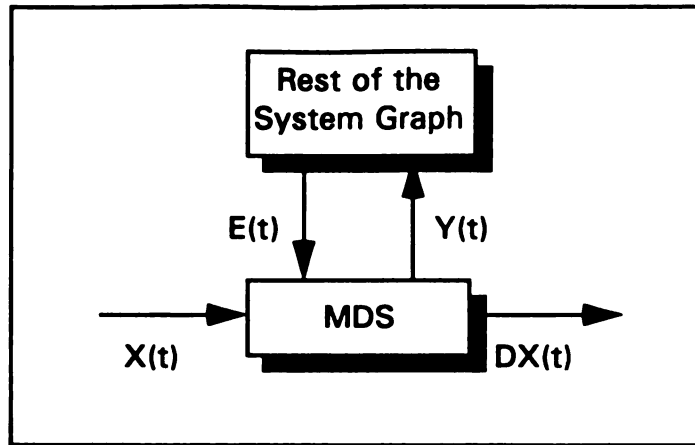 Rest of the
System Graph
E(t)
Y(t)
MDS
X(t)
DX(t)